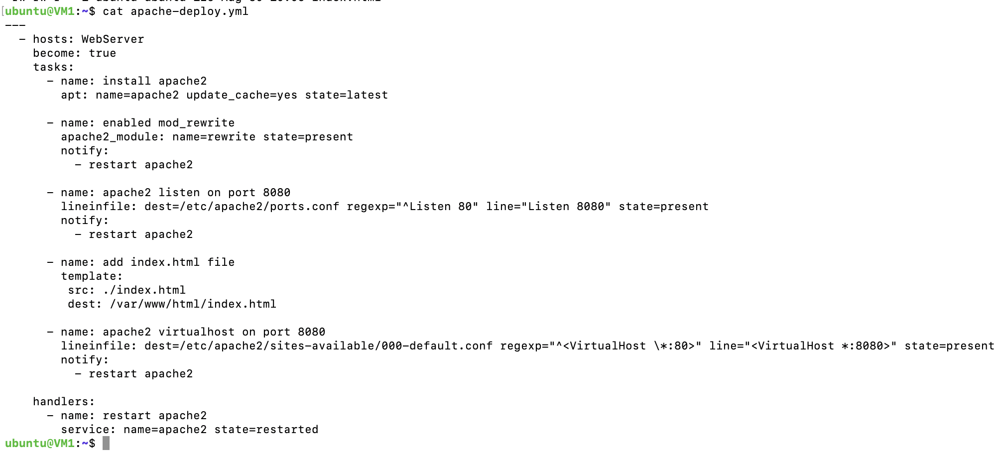 ubuntu@VM1:~$ cat apache-deploy.yml
---
  - hosts: WebServer
    become: true
    tasks:
      - name: install apache2
        apt: name=apache2 update_cache=yes state=latest

      - name: enabled mod_rewrite
        apache2_module: name=rewrite state=present
        notify:
          - restart apache2

      - name: apache2 listen on port 8080
        lineinfile: dest=/etc/apache2/ports.conf regexp="^Listen 80" line="Listen 8080" state=present
        notify:
          - restart apache2

      - name: add index.html file
        template:
         src: ./index.html
         dest: /var/www/html/index.html

      - name: apache2 virtualhost on port 8080
        lineinfile: dest=/etc/apache2/sites-available/000-default.conf regexp="^<VirtualHost \*:80>" line="<VirtualHost *:8080>" state=present
        notify:
          - restart apache2

    handlers:
      - name: restart apache2
        service: name=apache2 state=restarted
ubuntu@VM1:~$